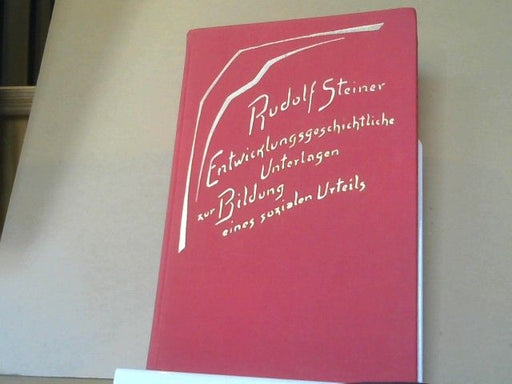 Rudolf Steiner
Entwicklungsgeschichtliche
Unterlagen
zur Bildung
eines sozialen Urteils